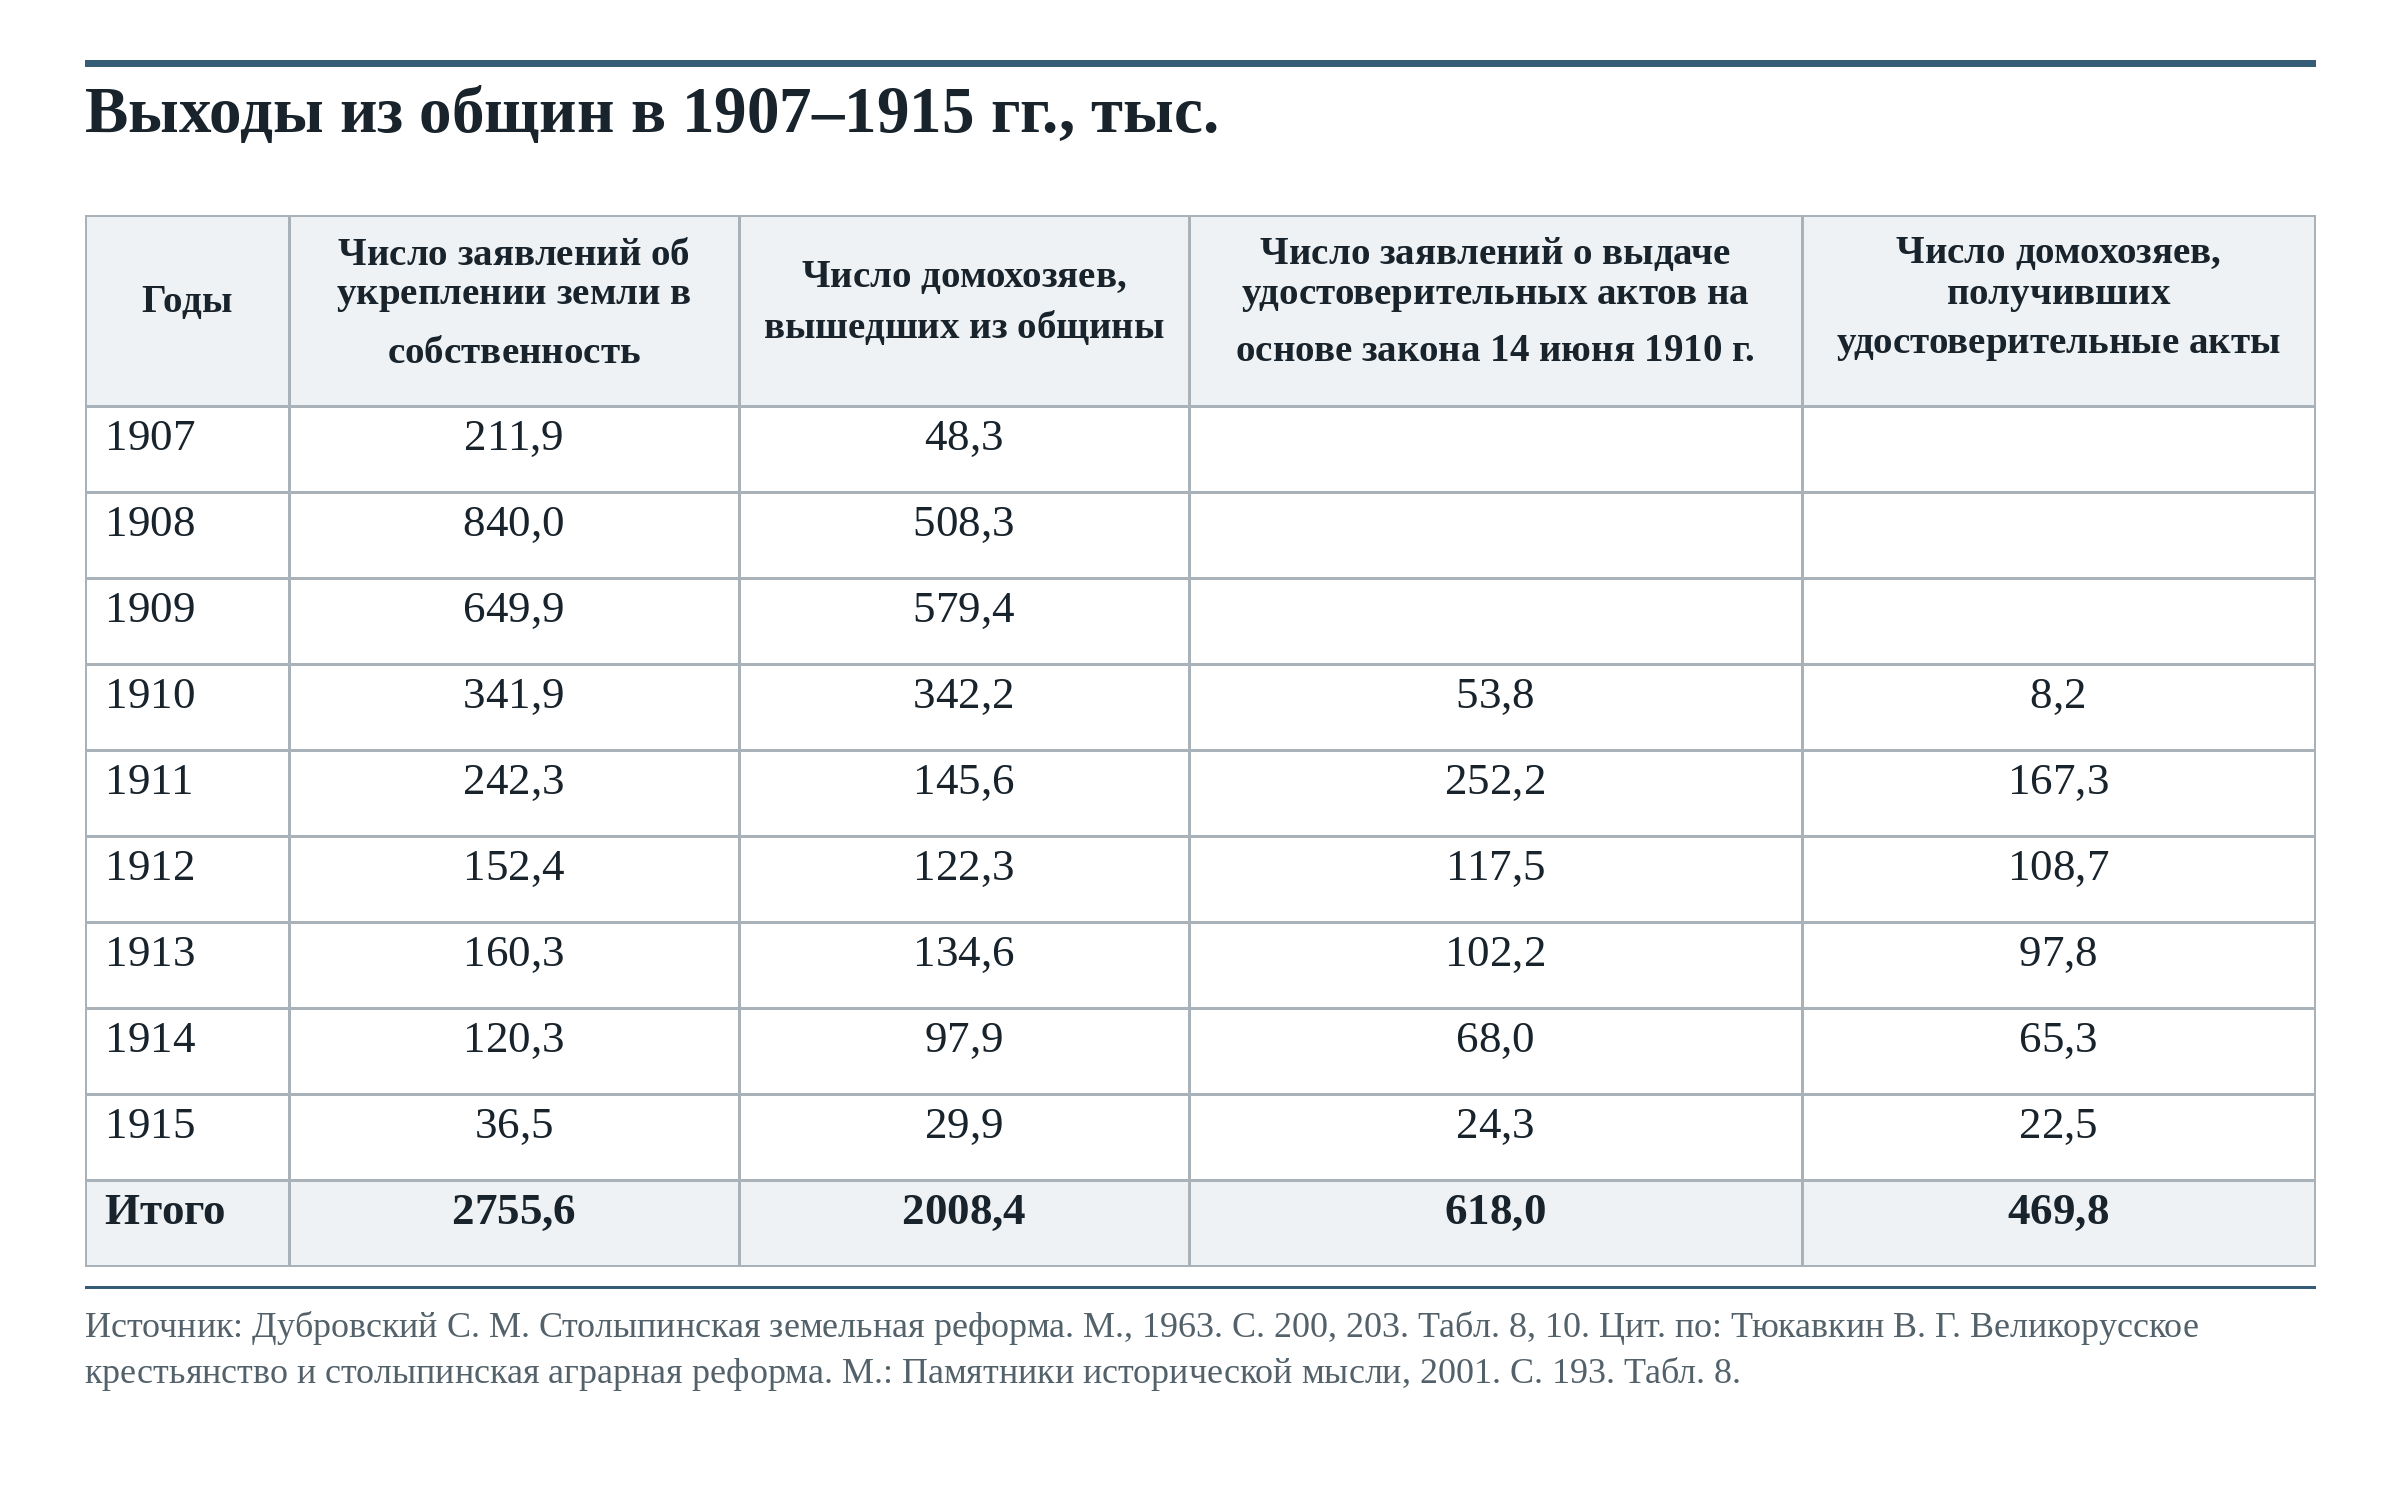 Выходы из общин в 1907–1915 гг., тыс.
Годы
Число заявлений об
укреплении земли в
собственность
Число домохозяев,
вышедших из общины
Число заявлений о выдаче
удостоверительных актов на
основе закона 14 июня 1910 г.
Число домохозяев,
получивших
удостоверительные акты
1907 211,9 48,3
1908 840,0 508,3
1909 649,9 579,4
1910 341,9 342,2 53,8 8,2
1911 242,3 145,6 252,2 167,3
1912 152,4 122,3 117,5 108,7
1913 160,3 134,6 102,2 97,8
1914 120,3 97,9 68,0 65,3
1915 36,5 29,9 24,3 22,5
Итого 2755,6 2008,4 618,0 469,8
Источник: Дубровский С. М. Столыпинская земельная реформа. М., 1963. С. 200, 203. Табл. 8, 10. Цит. по: Тюкавкин В. Г. Великорусское
крестьянство и столыпинская аграрная реформа. М.: Памятники исторической мысли, 2001. С. 193. Табл. 8.